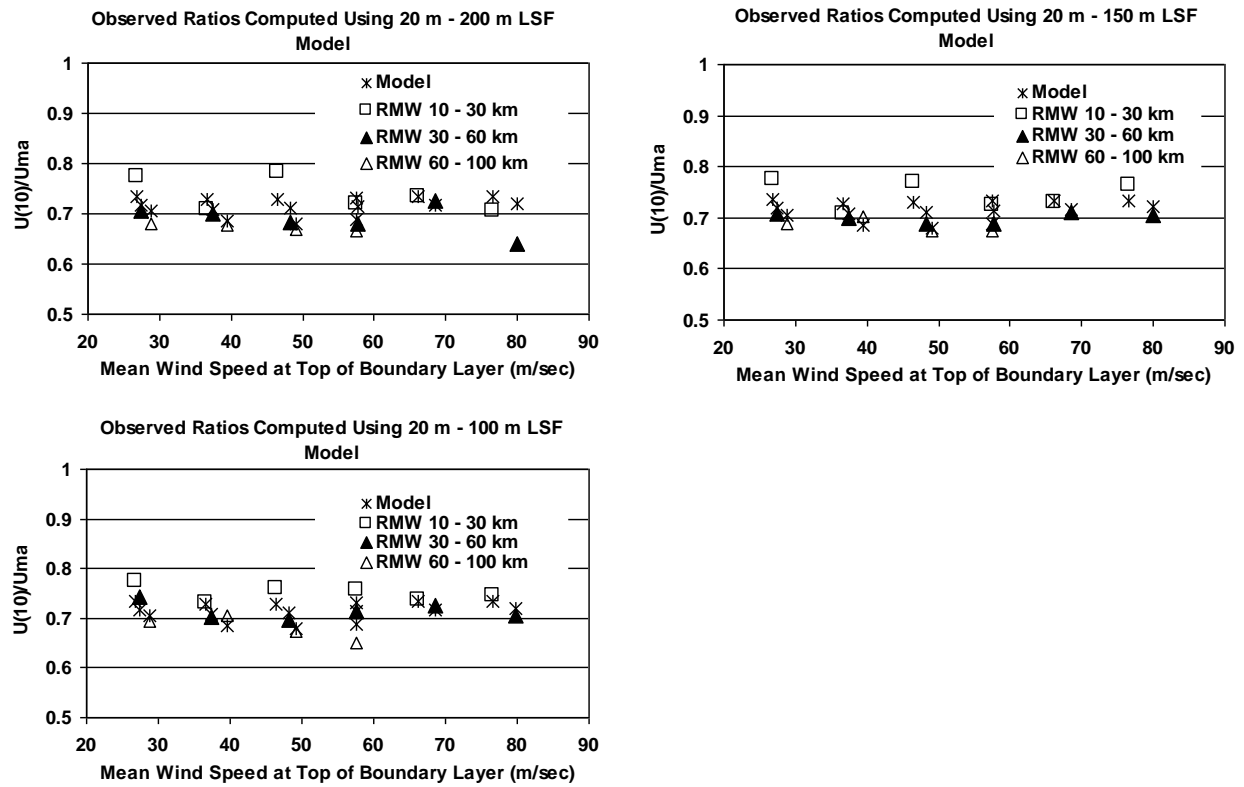 Observed Ratios Computed Using 20 m - 200 m LSF
Model
1
0.9
0.8
0.7
0.6
0.5
U(10)/Uma
Model
RMW 10 - 30 km
RMW 30 - 60 km
RMW 60 - 100 km
20 30 40 50 60 70 80 90
Mean Wind Speed at Top of Boundary Layer (m/sec)
Observed Ratios Computed Using 20 m - 150 m LSF
Model
1
0.9
0.8
0.7
0.6
0.5
U(10)/Uma
Model
RMW 10 - 30 km
RMW 30 - 60 km
RMW 60 - 100 km
20 30 40 50 60 70 80 90
Mean Wind Speed at Top of Boundary Layer (m/sec)
Observed Ratios Computed Using 20 m - 100 m LSF
Model
1
0.9
0.8
0.7
0.6
0.5
U(10)/Uma
Model
RMW 10 - 30 km
RMW 30 - 60 km
RMW 60 - 100 km
20 30 40 50 60 70 80 90
Mean Wind Speed at Top of Boundary Layer (m/sec)